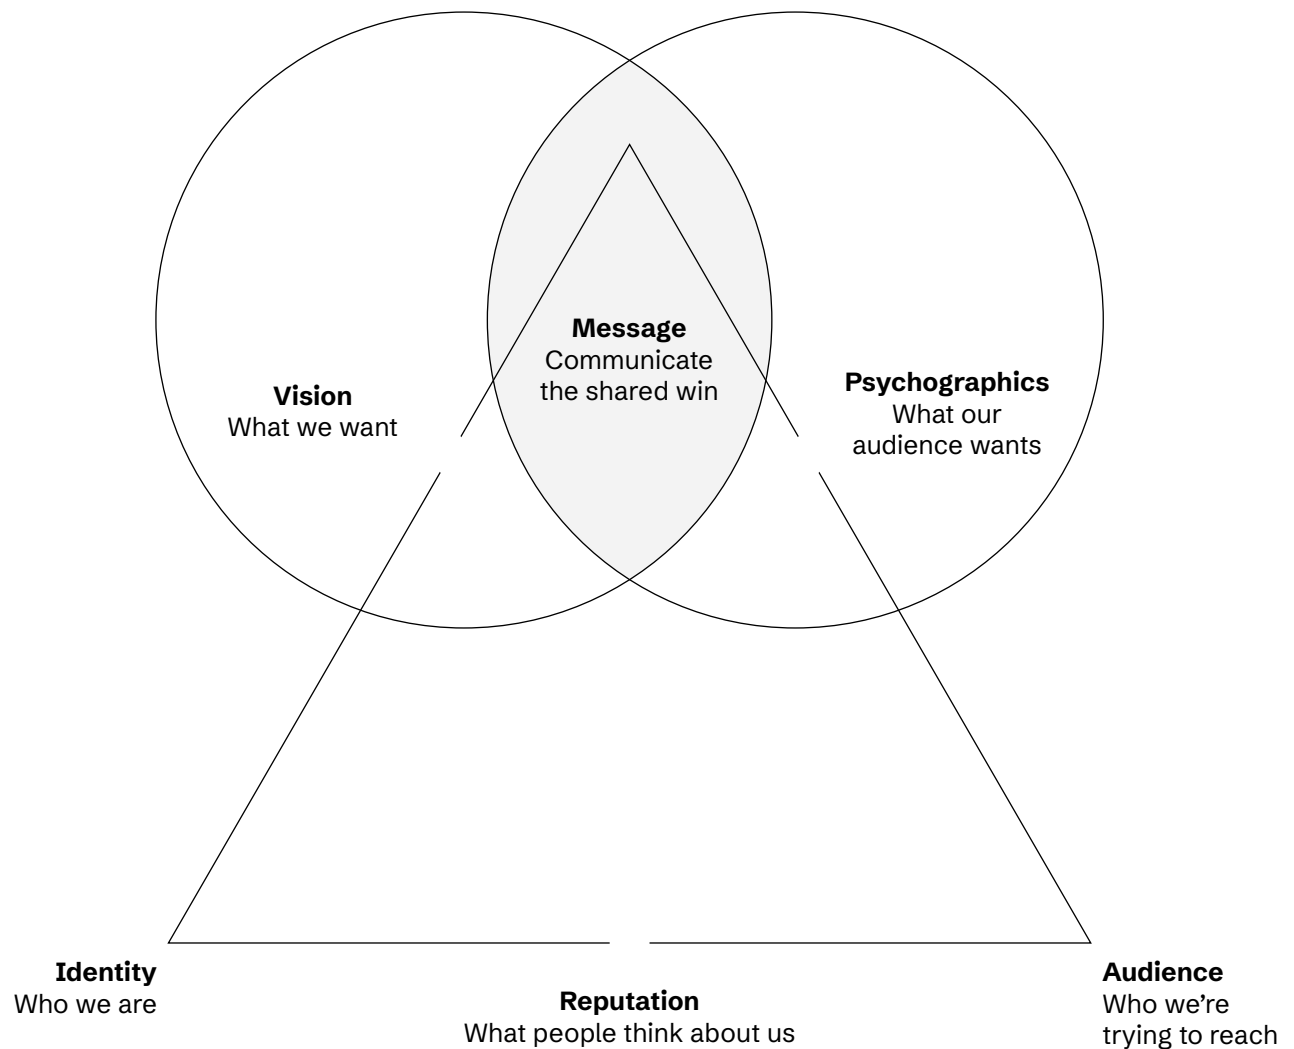 Message
Communicate
the shared win
Vision
What we want
Psychographics
What our
audience wants
Identity
Who we are
Reputation
What people think about us
Audience
Who we’re
trying to reach